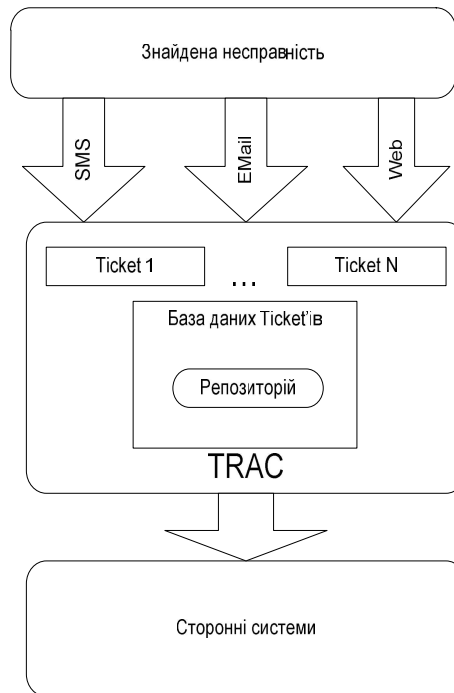 Знайдена несправність
SMS
EMail
Web
Ticket 1
...
Ticket N
База даних Ticket'ів
Репозиторій
TRAC
Сторонні системи